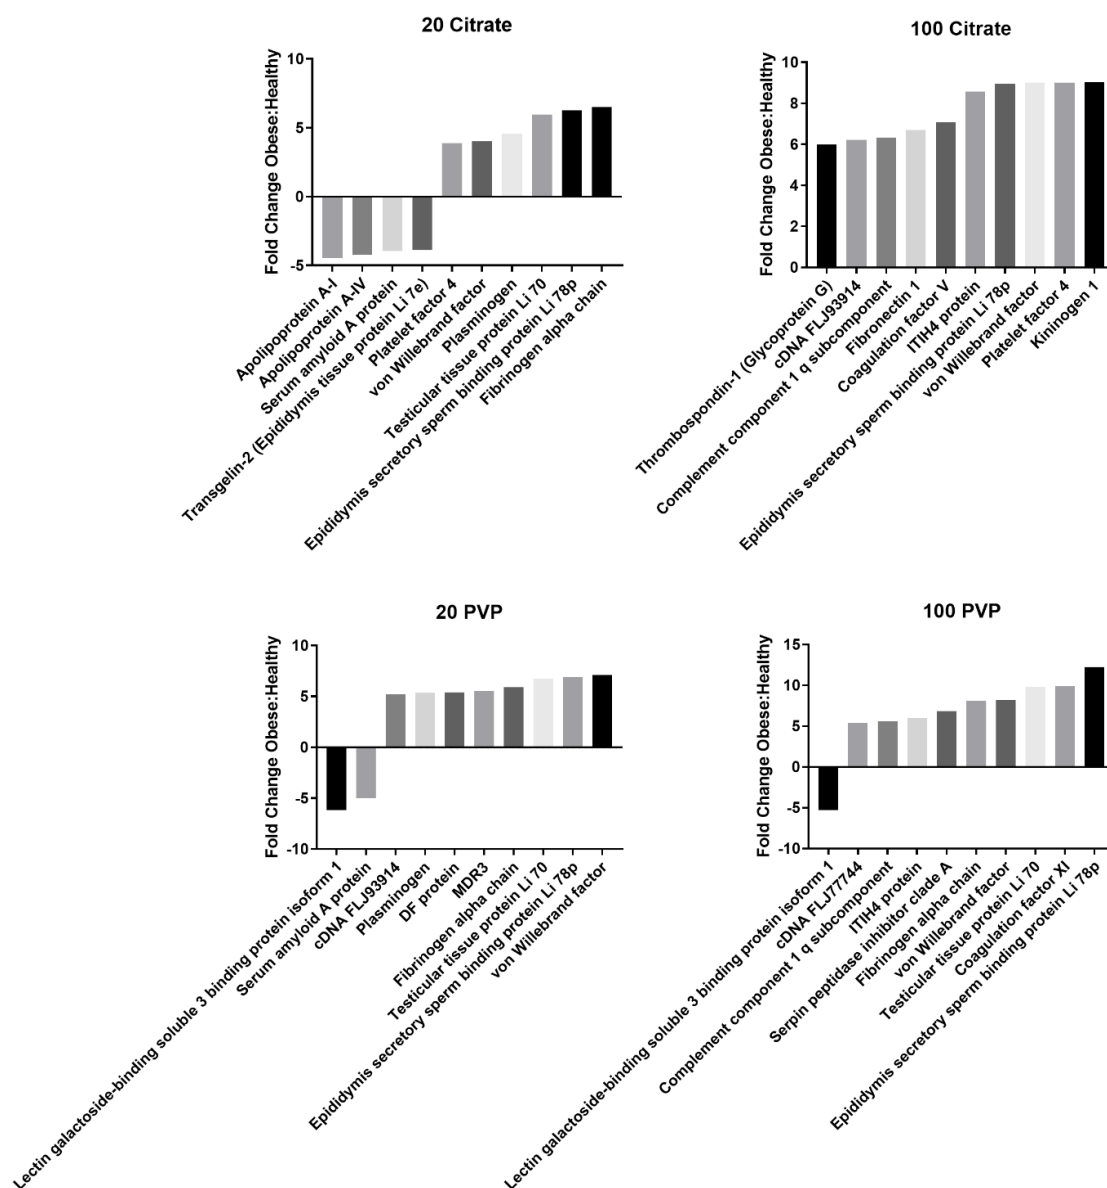 20 Citrate
Fold Change Obese:Healthy
10
5
0
-5
Apolipoprotein A-I
Apolipoprotein A-IV
Serum amyloid A protein
Transgelin-2 (Epididymis tissue protein Li 7e)
Platelet factor 4
von Willebrand factor
Plasminogen
Testicular tissue protein Li 70
Epididymis secretory sperm binding protein Li 78p
Fibrinogen alpha chain
100 Citrate
Fold Change Obese:Healthy
10
8
6
4
2
0
Thrombospondin-1 (Glycoprotein G)
cDNA FLJ93914
Complement component 1 q subcomponent
Fibronectin 1
Coagulation factor V
ITIH4 protein
Epididymis secretory sperm binding protein Li 78p
von Willebrand factor
Platelet factor 4
Kininogen 1
20 PVP
Fold Change Obese:Healthy
10
5
0
-5
-10
Lectin galactoside-binding soluble 3 binding protein isoform 1
Serum amyloid A protein
cDNA FLJ93914
Plasminogen
DF protein
MDR3
Fibrinogen alpha chain
Testicular tissue protein Li 70
Epididymis secretory sperm binding protein Li 78p
von Willebrand factor
100 PVP
Fold Change Obese:Healthy
15
10
5
0
-5
-10
Lectin galactoside-binding soluble 3 binding protein isoform 1
cDNA FLJ77744
Complement component 1 q subcomponent
ITIH4 protein
Serpin peptidase inhibitor clade A
Fibrinogen alpha chain
von Willebrand factor
Testicular tissue protein Li 70
Coagulation factor XI
Epididymis secretory sperm binding protein Li 78p